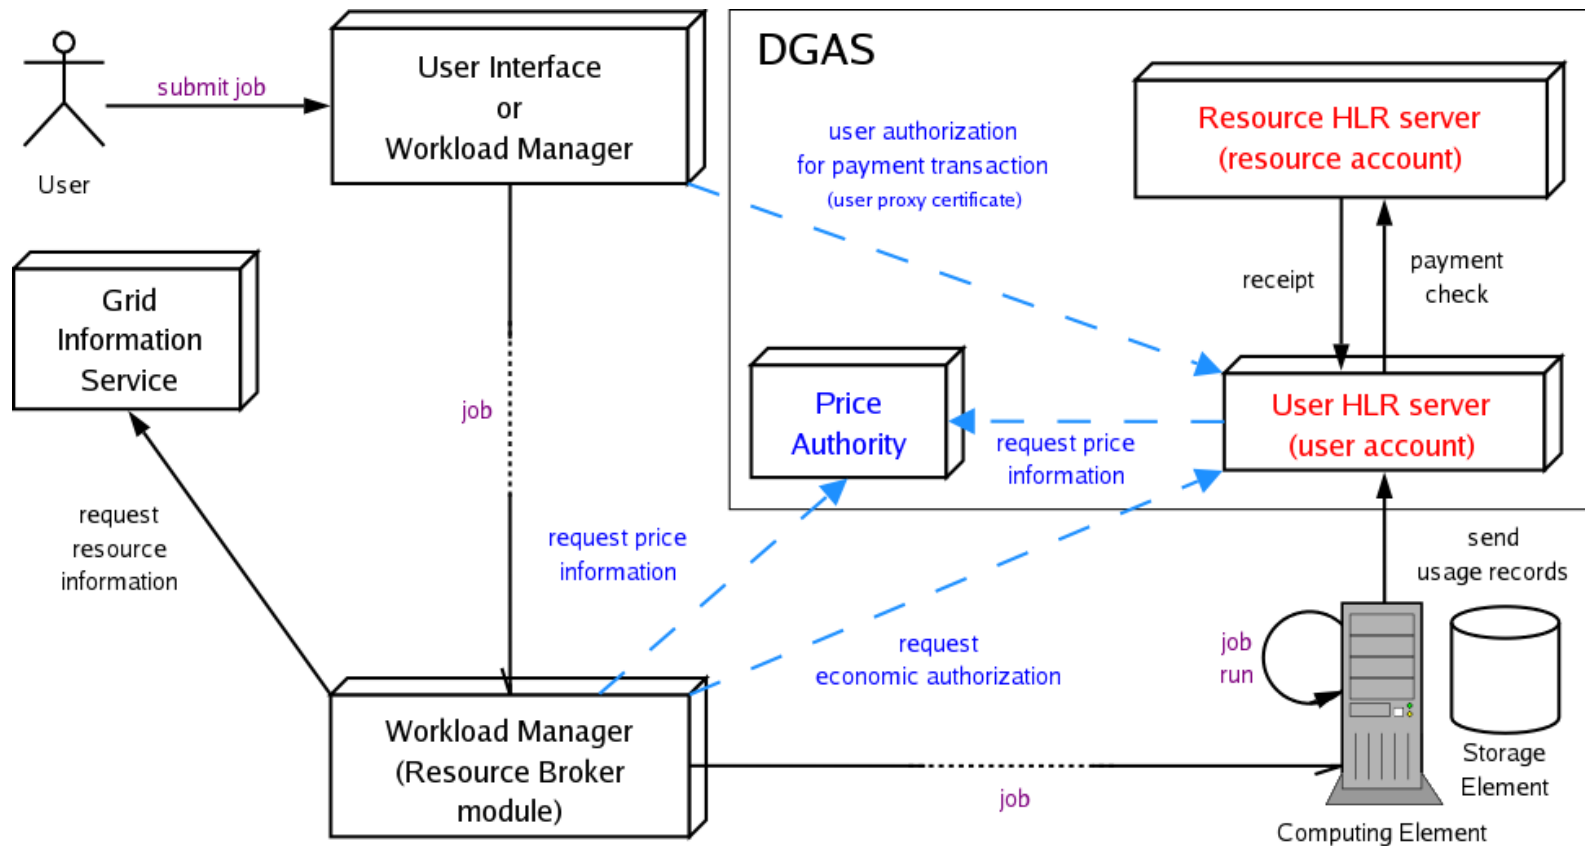 DGAS
User Interface
or
Workload Manager
submit job
User
Resource HLR server
(resource account)
user authorization
for payment transaction
(user proxy certificate)
receipt
payment
check
Grid
Information
Service
job
Price
Authority
request price
information
User HLR server
(user account)
request
resource
information
request price
information
send
usage records
request
economic authorization
job
run
Workload Manager
(Resource Broker
module)
job
Storage
Element
Computing Element